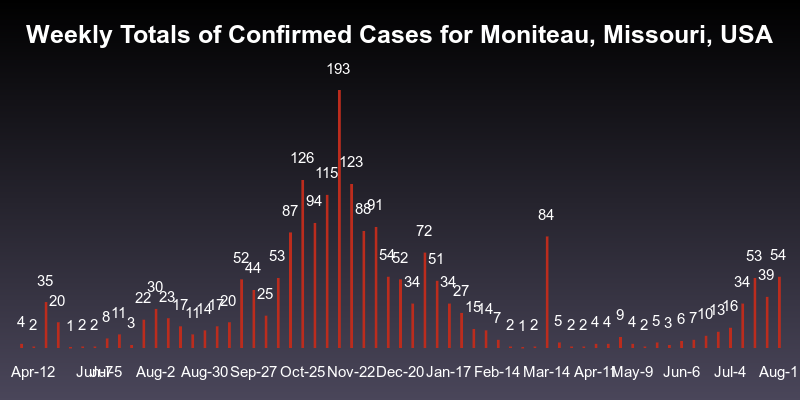 Weekly Totals of Confirmed Cases for Moniteau, Missouri, USA
4 2 35 20 1 2 2 8 11 3 22 30 23 17 11 14 17 20 52 44 25 53 87 126 94 115 193 123 88 91 54 52 34 72 51 34 27 15 14 7 2 1 2 84 5 2 2 4 4 9 4 2 5 3 6 7 10 13 16 34 53 39 54
Apr-12 Jun-7 Jul-5 Aug-2 Aug-30 Sep-27 Oct-25 Nov-22 Dec-20 Jan-17 Feb-14 Mar-14 Apr-11 May-9 Jun-6 Jul-4 Aug-1